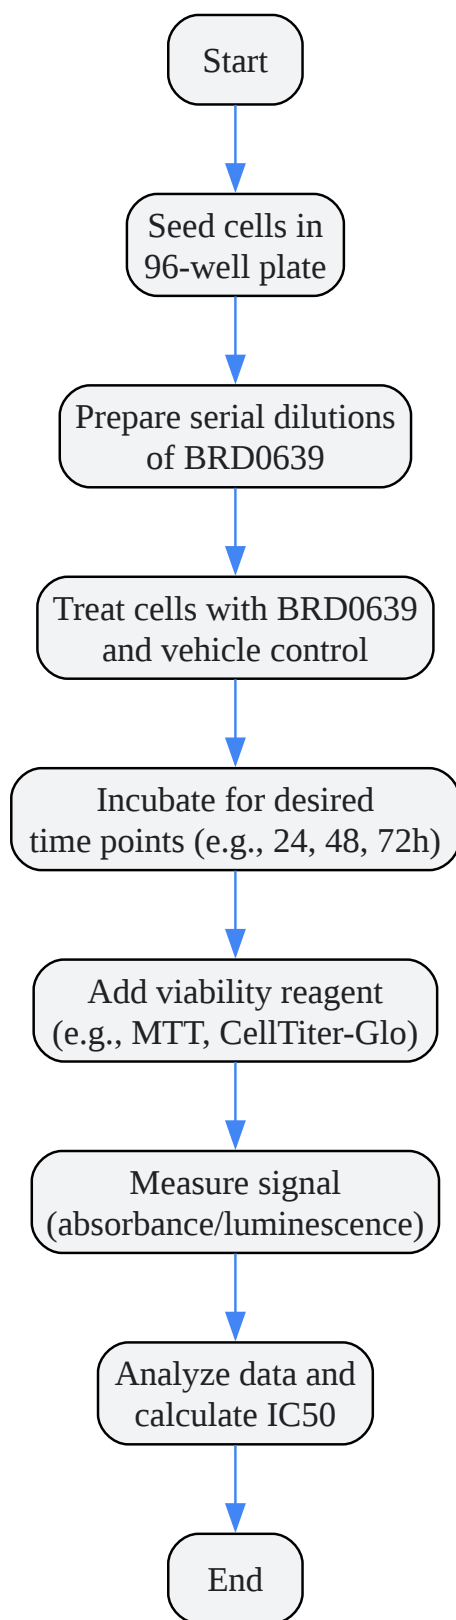 Start
Seed cells in
96-well plate
Prepare serial dilutions
of BRD0639
Treat cells with BRD0639
and vehicle control
Incubate for desired
time points (e.g., 24, 48, 72h)
Add viability reagent
(e.g., MTT, CellTiter-Glo)
Measure signal
(absorbance/luminescence)
Analyze data and
calculate IC50
End